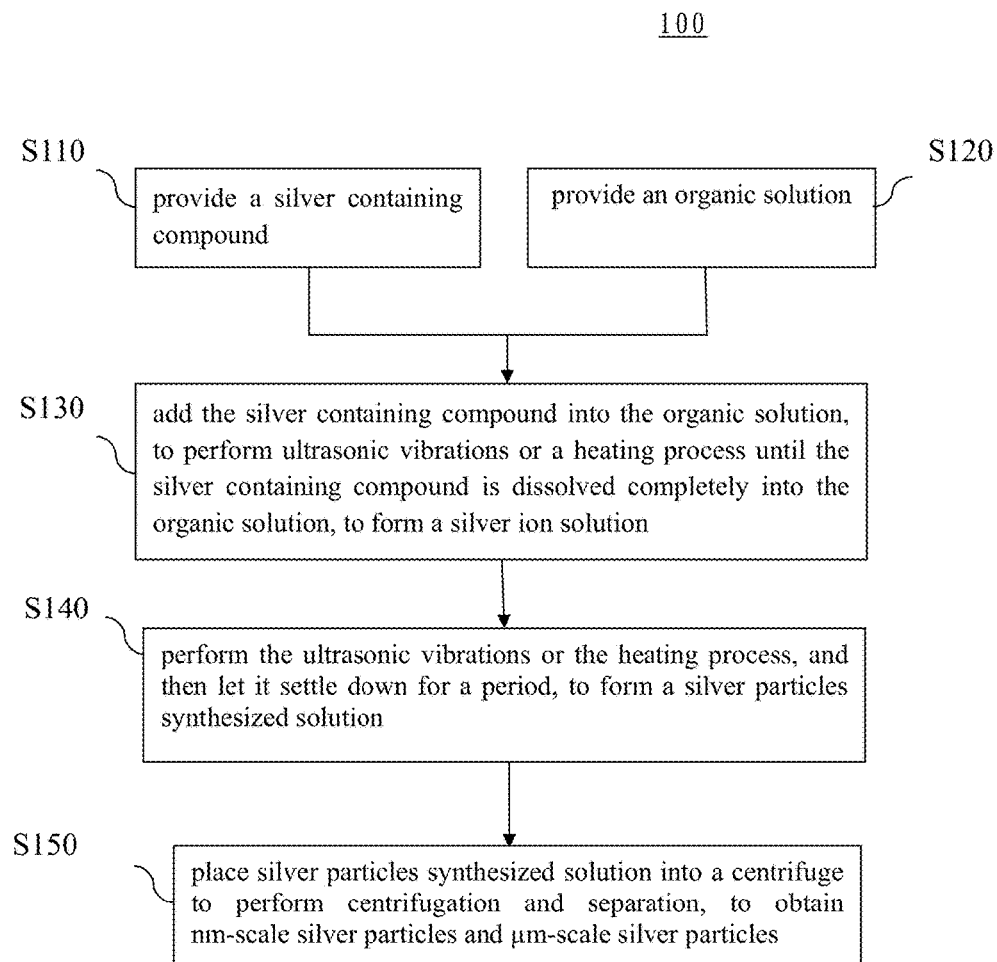 100
S110
S120
provide a silver containing
compound
provide an organic solution
S130
add the silver containing compound into the organic solution,
to perform ultrasonic vibrations or a heating process until the
silver containing compound is dissolved completely into the
organic solution, to form a silver ion solution
S140
perform the ultrasonic vibrations or the heating process, and
then let it settle down for a period, to form a silver particles
synthesized solution
S150
place silver particles synthesized solution into a centrifuge
to perform centrifugation and separation, to obtain
nm-scale silver particles and μm-scale silver particles